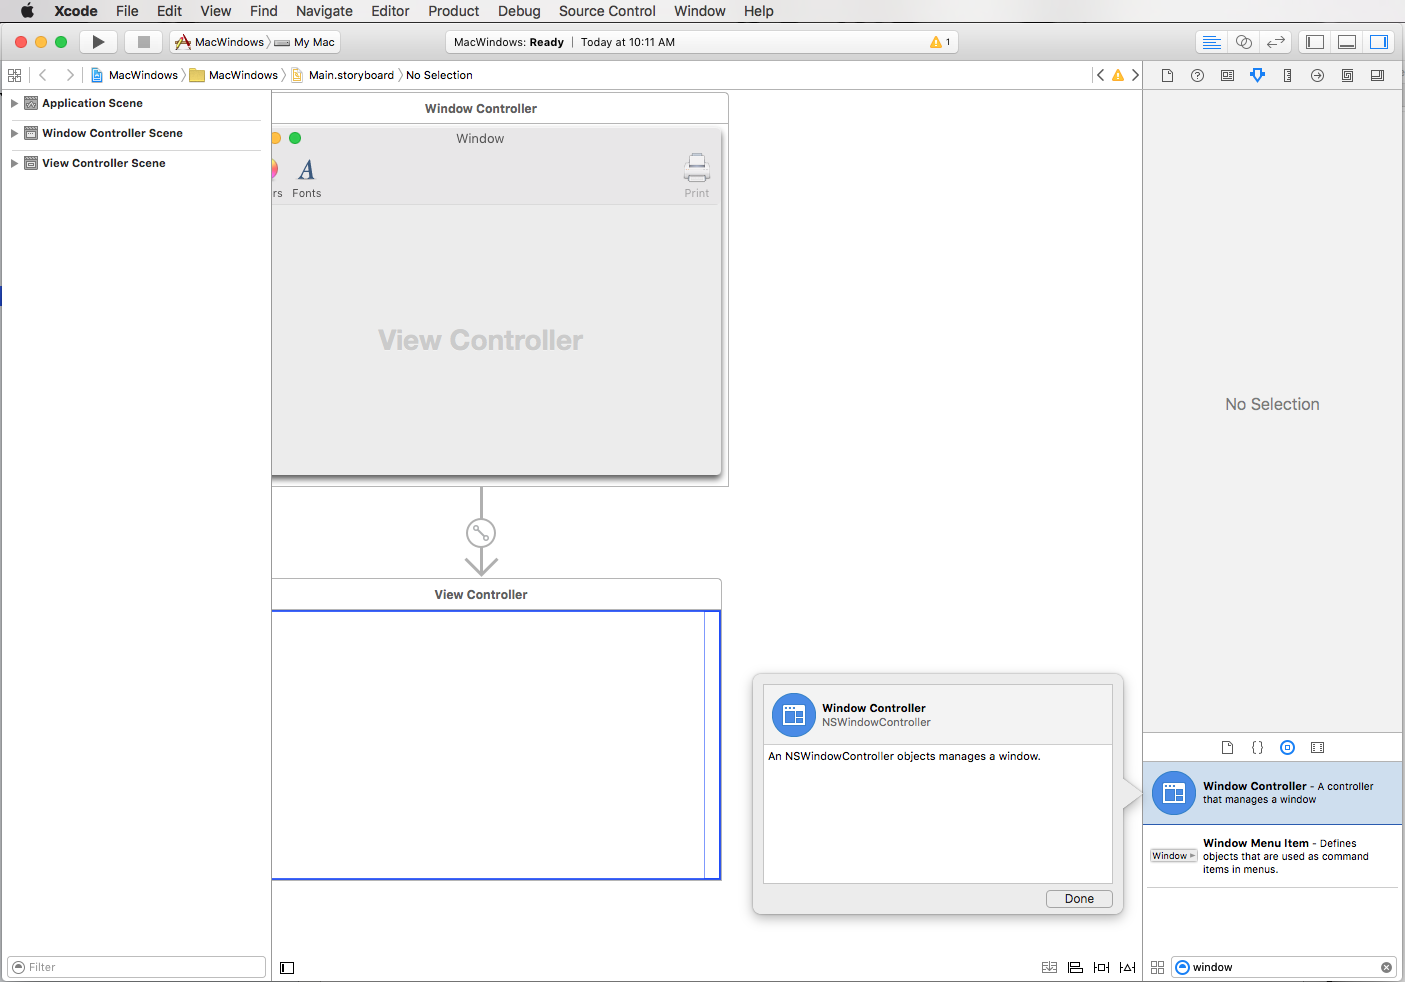 Xcode File Edit View Find Navigate Editor Product Debug Source Control Window Help
MacWindows My Mac
MacWindows: Ready | Today at 10:11 AM
1
MacWindows MacWindows Main.storyboard No Selection
Application Scene
Window Controller Scene
View Controller Scene
Window Controller
Window
rs Fonts
Print
View Controller
View Controller
No Selection
Window Controller
NSWindowController
An NSWindowController objects manages a window.
Done
Window Controller - A controller
that manages a window
Window
Window Menu Item - Defines
objects that are used as command
items in menus.
Filter
window